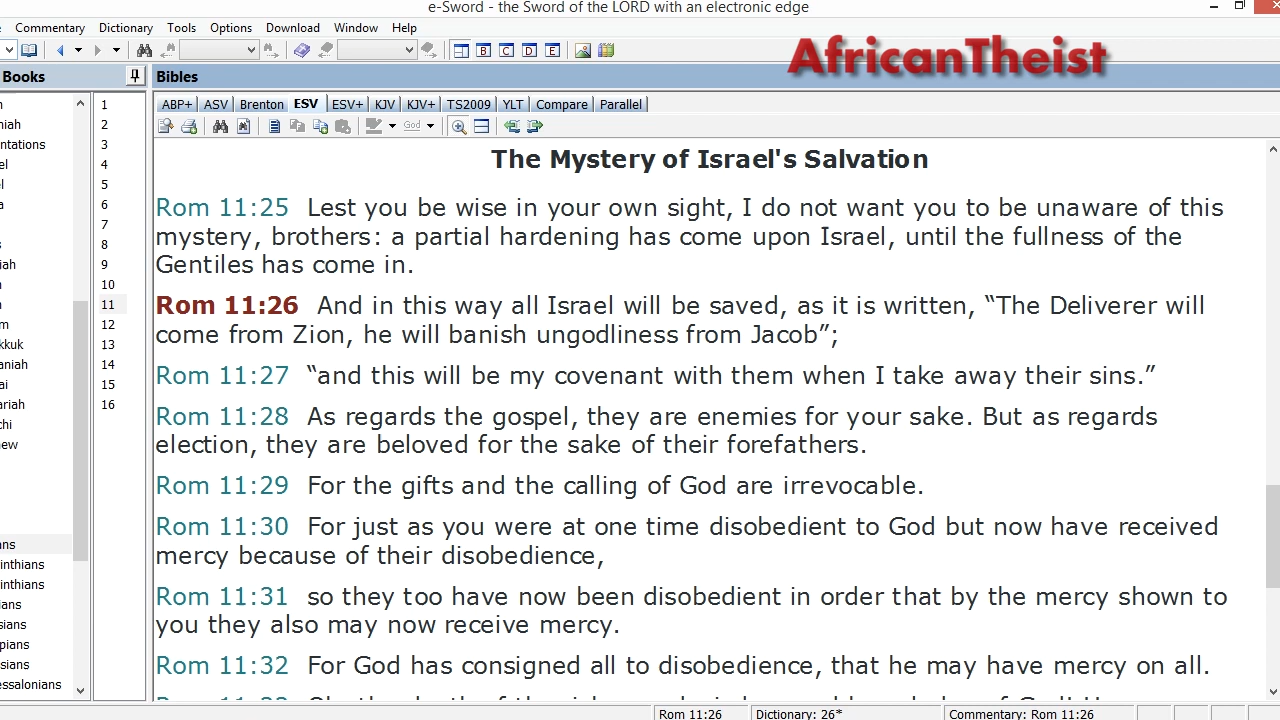 e-Sword - the Sword of the LORD with an electronic edge
Commentary Dictionary Tools Options Download Window Help
B C D E
AfricanTheist
Books
Bibles
ABP+ ASV Brenton ESV ESV+ KJV KJV+ TS2009 YLT Compare Parallel
God
1
2
3
4
5
6
7
8
9
10
11
12
13
14
15
16
The Mystery of Israel's Salvation
Rom 11:25 Lest you be wise in your own sight, I do not want you to be unaware of this
mystery, brothers: a partial hardening has come upon Israel, until the fullness of the
Gentiles has come in.
Rom 11:26 And in this way all Israel will be saved, as it is written, “The Deliverer will
come from Zion, he will banish ungodliness from Jacob”;
Rom 11:27 “and this will be my covenant with them when I take away their sins.”
Rom 11:28 As regards the gospel, they are enemies for your sake. But as regards
election, they are beloved for the sake of their forefathers.
Rom 11:29 For the gifts and the calling of God are irrevocable.
Rom 11:30 For just as you were at one time disobedient to God but now have received
mercy because of their disobedience,
Rom 11:31 so they too have now been disobedient in order that by the mercy shown to
you they also may now receive mercy.
Rom 11:32 For God has consigned all to disobedience, that he may have mercy on all.
Rom 11:26 Dictionary: 26* Commentary: Rom 11:26